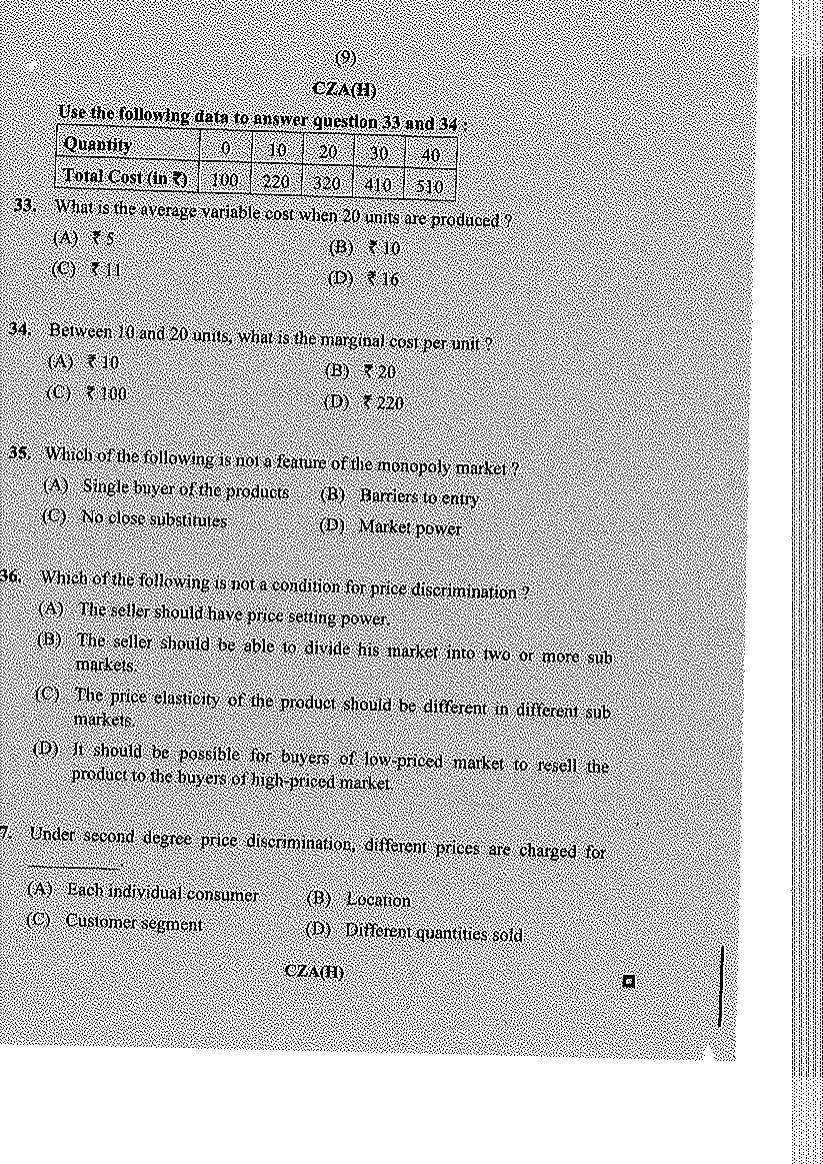 (9)
CZA(H)
Use the following data to answer question 33 and 34 :
Quantity 0 10 20 30 40
Total Cost (in ₹) 100 220 320 410 510
33. What is the average variable cost when 20 units are produced ?
(A) ₹ 5 (B) ₹ 10
(C) ₹ 11 (D) ₹ 16
34. Between 10 and 20 units, what is the marginal cost per unit ?
(A) ₹ 10 (B) ₹ 20
(C) ₹ 100 (D) ₹ 220
35. Which of the following is not a feature of the monopoly market ?
(A) Single buyer of the products (B) Barriers to entry
(C) No close substitutes (D) Market power
36. Which of the following is not a condition for price discrimination ?
(A) The seller should have price setting power.
(B) The seller should be able to divide his market into two or more sub
markets.
(C) The price elasticity of the product should be different in different sub
markets.
(D) It should be possible for buyers of low-priced market to resell the
product to the buyers of high-priced market.
7. Under second degree price discrimination, different prices are charged for
__________.
(A) Each individual consumer (B) Location
(C) Customer segment (D) Different quantities sold
CZA(H)